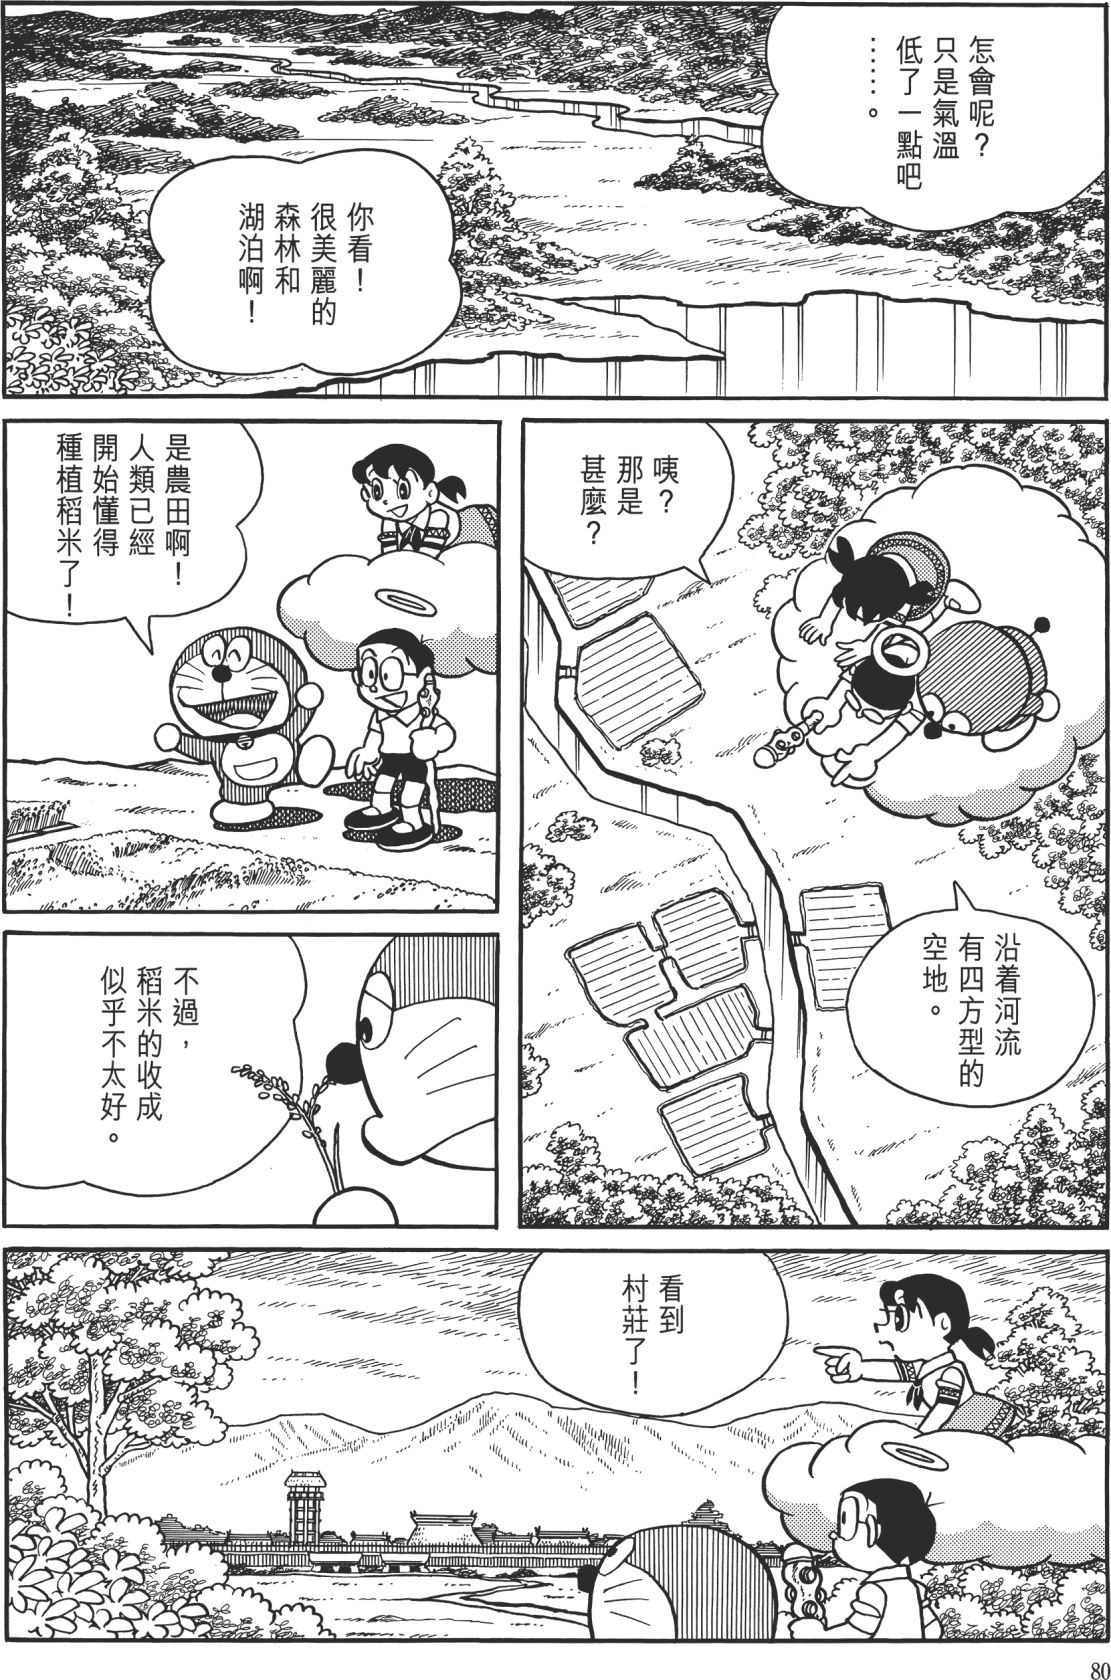 怎會呢？
只是氣溫
低了一點吧
……。
你看！
很美麗的
森林和
湖泊啊！
咦？
那是
甚麼？
沿着河流
有四方型的
空地。
是農田啊！
人類已經
開始懂得
種植稻米了！
不過，
稻米的收成
似乎不太好。
看到
村莊了！
80